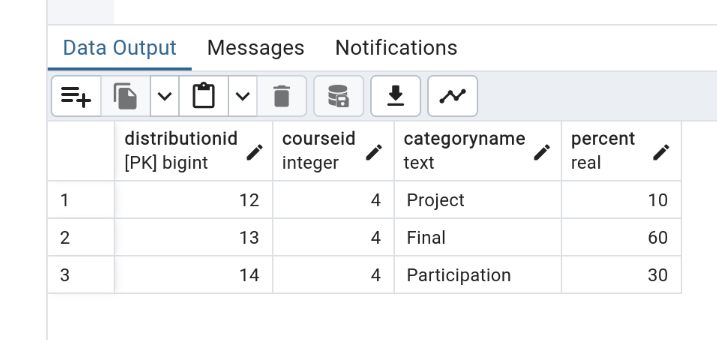 Data Output Messages Notifications
distributionid courseid categoryname percent
[PK] bigint integer text real
1 12 4 Project 10
2 13 4 Final 60
3 14 4 Participation 30